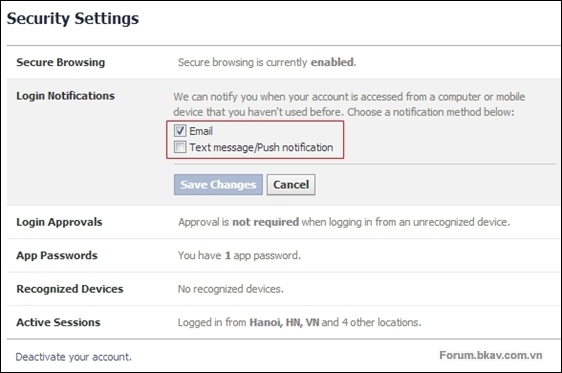 Security Settings
Secure Browsing
Secure browsing is currently enabled.
Login Notifications
We can notify you when your account is accessed from a computer or mobile
device that you haven't used before. Choose a notification method below:
Email
Text message/Push notification
Save Changes Cancel
Login Approvals
Approval is not required when logging in from an unrecognized device.
App Passwords
You have 1 app password.
Recognized Devices
No recognized devices.
Active Sessions
Logged in from Hanoi, HN, VN and 4 other locations.
Deactivate your account.
Forum.bkav.com.vn